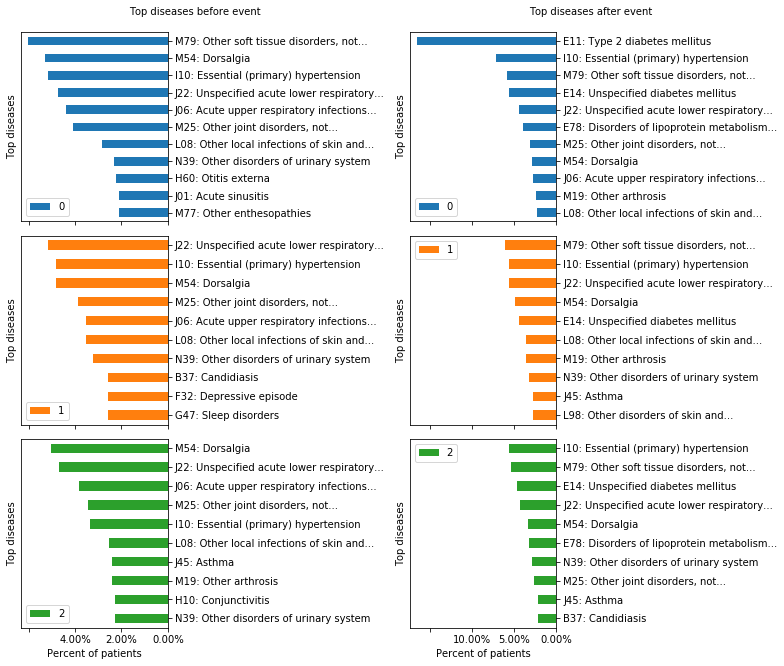 Top diseases before event
Top diseases
M79: Other soft tissue disorders, not...
M54: Dorsalgia
I10: Essential (primary) hypertension
J22: Unspecified acute lower respiratory...
J06: Acute upper respiratory infections...
M25: Other joint disorders, not...
L08: Other local infections of skin and...
N39: Other disorders of urinary system
H60: Otitis externa
J01: Acute sinusitis
M77: Other enthesopathies
0
Top diseases
J22: Unspecified acute lower respiratory...
I10: Essential (primary) hypertension
M54: Dorsalgia
M25: Other joint disorders, not...
J06: Acute upper respiratory infections...
L08: Other local infections of skin and...
N39: Other disorders of urinary system
B37: Candidiasis
F32: Depressive episode
G47: Sleep disorders
1
Top diseases
M54: Dorsalgia
J22: Unspecified acute lower respiratory...
J06: Acute upper respiratory infections...
M25: Other joint disorders, not...
I10: Essential (primary) hypertension
L08: Other local infections of skin and...
J45: Asthma
M19: Other arthrosis
H10: Conjunctivitis
N39: Other disorders of urinary system
2
4.00% 2.00% 0.00%
Percent of patients
Top diseases after event
Top diseases
E11: Type 2 diabetes mellitus
I10: Essential (primary) hypertension
M79: Other soft tissue disorders, not...
E14: Unspecified diabetes mellitus
J22: Unspecified acute lower respiratory...
E78: Disorders of lipoprotein metabolism...
M25: Other joint disorders, not...
M54: Dorsalgia
J06: Acute upper respiratory infections...
M19: Other arthrosis
L08: Other local infections of skin and...
0
Top diseases
1
M79: Other soft tissue disorders, not...
I10: Essential (primary) hypertension
J22: Unspecified acute lower respiratory...
M54: Dorsalgia
E14: Unspecified diabetes mellitus
L08: Other local infections of skin and...
M19: Other arthrosis
N39: Other disorders of urinary system
J45: Asthma
L98: Other disorders of skin and...
Top diseases
2
I10: Essential (primary) hypertension
M79: Other soft tissue disorders, not...
E14: Unspecified diabetes mellitus
J22: Unspecified acute lower respiratory...
M54: Dorsalgia
E78: Disorders of lipoprotein metabolism...
N39: Other disorders of urinary system
M25: Other joint disorders, not...
J45: Asthma
B37: Candidiasis
10.00% 5.00% 0.00%
Percent of patients